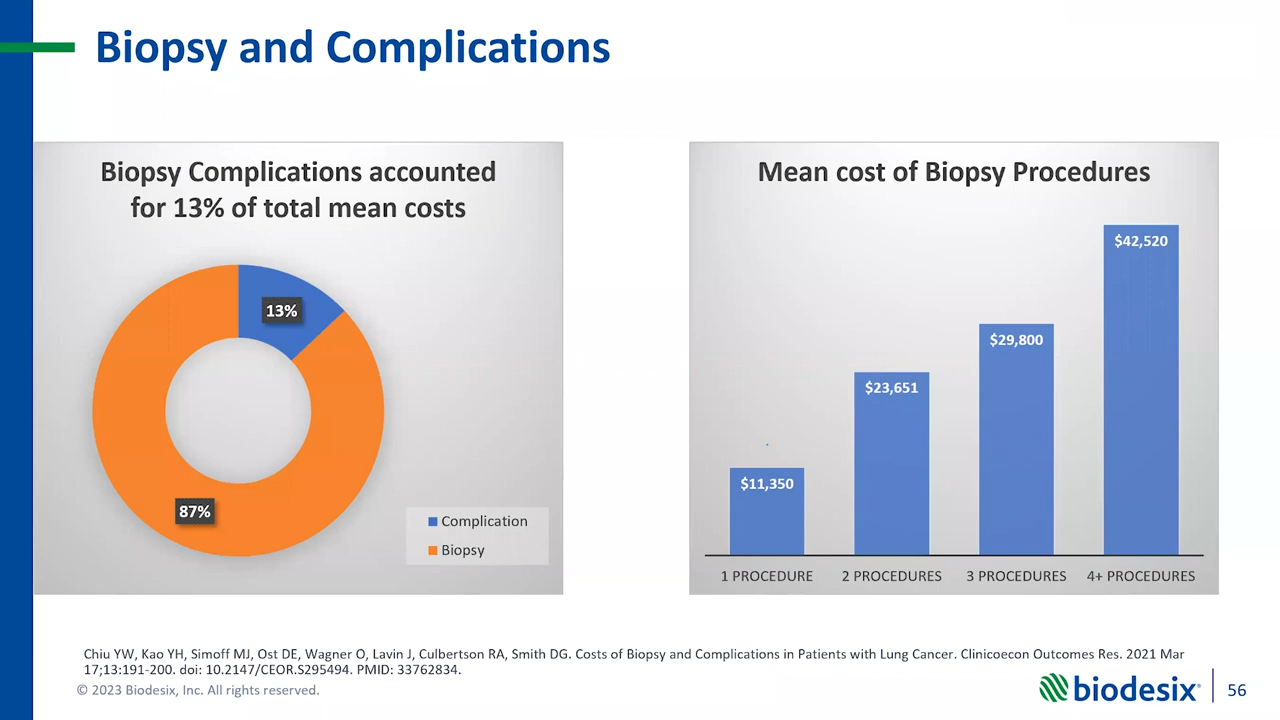 Biopsy and Complications
Biopsy Complications accounted
for 13% of total mean costs
13%
87%
Complication
Biopsy
Mean cost of Biopsy Procedures
$11,350
$23,651
$29,800
$42,520
1 PROCEDURE
2 PROCEDURES
3 PROCEDURES
4+ PROCEDURES
Chiu YW, Kao YH, Simoff MJ, Ost DE, Wagner O, Lavin J, Culbertson RA, Smith DG. Costs of Biopsy and Complications in Patients with Lung Cancer. Clinicoecon Outcomes Res. 2021 Mar
17;13:191-200. doi: 10.2147/CEOR.S295494. PMID: 33762834.
© 2023 Biodesix, Inc. All rights reserved.
biodesix®
56